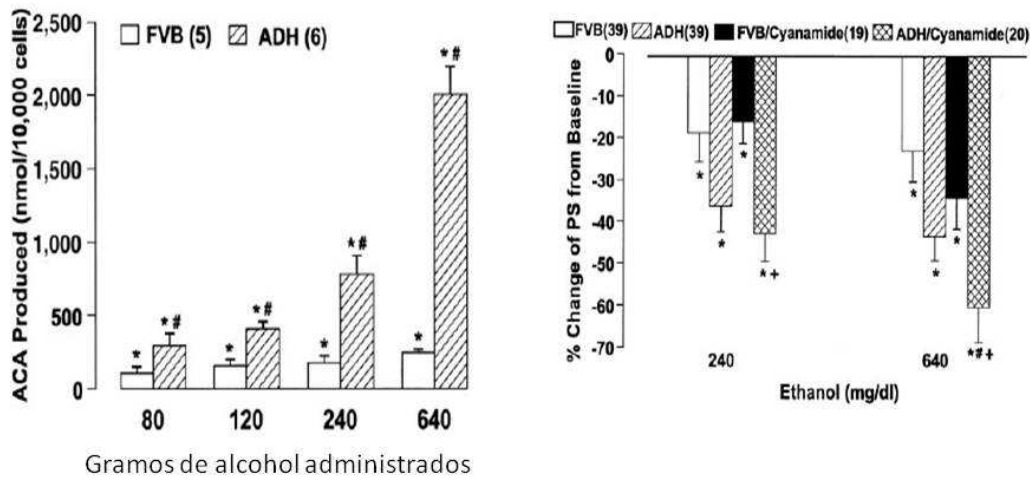 ACA Produced (nmol/10,000 cells)
2,500
2,000
1,500
1,000
500
0
FVB (5) ADH (6)
* *# * *# * *# * *#
80 120 240 640
Gramos de alcohol administrados
FVB(39) ADH(39) FVB/Cyanamide(19) ADH/Cyanamide(20)
% Change of PS from Baseline
0
-10
-20
-30
-40
-50
-60
-70
* * * *+
* * * *#+
240 640
Ethanol (mg/dl)